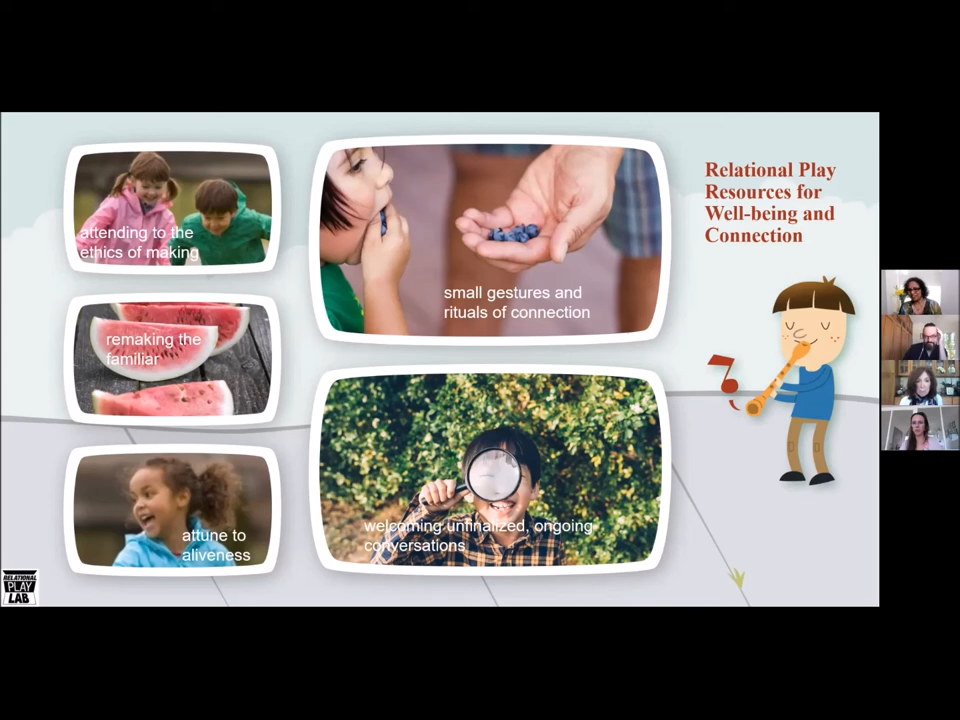 attending to the
ethics of making
remaking the
familiar
attune to
aliveness
small gestures and
rituals of connection
welcoming unfinalized, ongoing
conversations
Relational Play
Resources for
Well-being and
Connection
RELATIONAL
PLAY
LAB